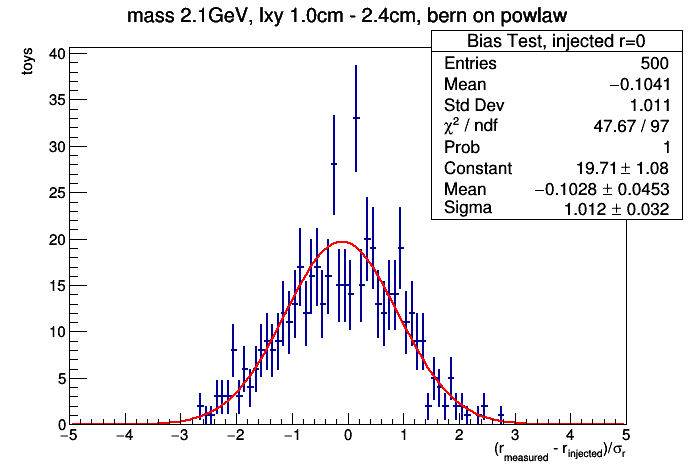 mass 2.1GeV, lxy 1.0cm - 2.4cm, bern on powlaw
Bias Test, injected r=0
Entries 500
Mean −0.1041
Std Dev 1.011
χ² / ndf 47.67 / 97
Prob 1
Constant 19.71 ± 1.08
Mean −0.1028 ± 0.0453
Sigma 1.012 ± 0.032
toys
40
35
30
25
20
15
10
5
0
−5 −4 −3 −2 −1 0 1 2 3 4 5
(r_measured - r_injected)/σ_r